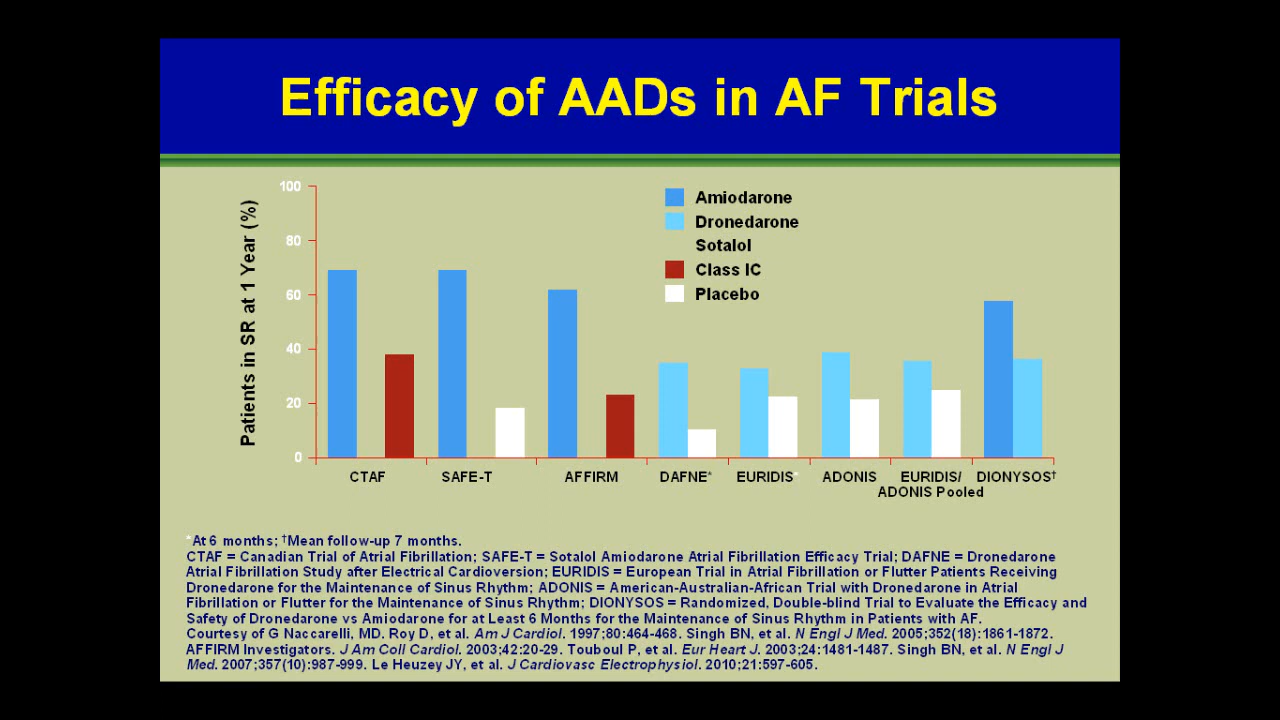 Efficacy of AADs in AF Trials
Patients in SR at 1 Year (%)
100
80
60
40
20
0
Amiodarone
Dronedarone
Sotalol
Class IC
Placebo
CTAF
SAFE-T
AFFIRM
DAFNE*
EURIDIS*
ADONIS
EURIDIS/
ADONIS Pooled
DIONYSOS†
*At 6 months; †Mean follow-up 7 months.
CTAF = Canadian Trial of Atrial Fibrillation; SAFE-T = Sotalol Amiodarone Atrial Fibrillation Efficacy Trial; DAFNE = Dronedarone
Atrial Fibrillation Study after Electrical Cardioversion; EURIDIS = European Trial in Atrial Fibrillation or Flutter Patients Receiving
Dronedarone for the Maintenance of Sinus Rhythm; ADONIS = American-Australian-African Trial with Dronedarone in Atrial
Fibrillation or Flutter for the Maintenance of Sinus Rhythm; DIONYSOS = Randomized, Double-blind Trial to Evaluate the Efficacy and
Safety of Dronedarone vs Amiodarone for at Least 6 Months for the Maintenance of Sinus Rhythm in Patients with AF.
Courtesy of G Naccarelli, MD. Roy D, et al. Am J Cardiol. 1997;80:464-468. Singh BN, et al. N Engl J Med. 2005;352(18):1861-1872.
AFFIRM Investigators. J Am Coll Cardiol. 2003;42:20-29. Touboul P, et al. Eur Heart J. 2003;24:1481-1487. Singh BN, et al. N Engl J
Med. 2007;357(10):987-999. Le Heuzey JY, et al. J Cardiovasc Electrophysiol. 2010;21:597-605.